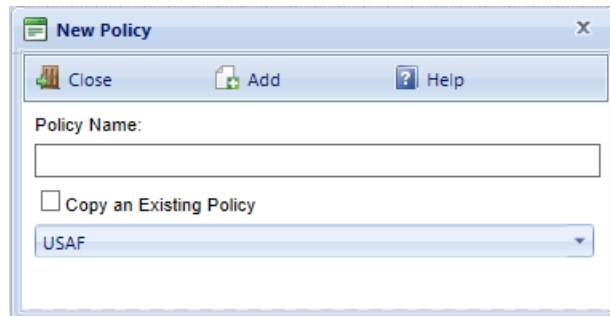 New Policy x
Close Add ? Help
Policy Name:
Copy an Existing Policy
USAF